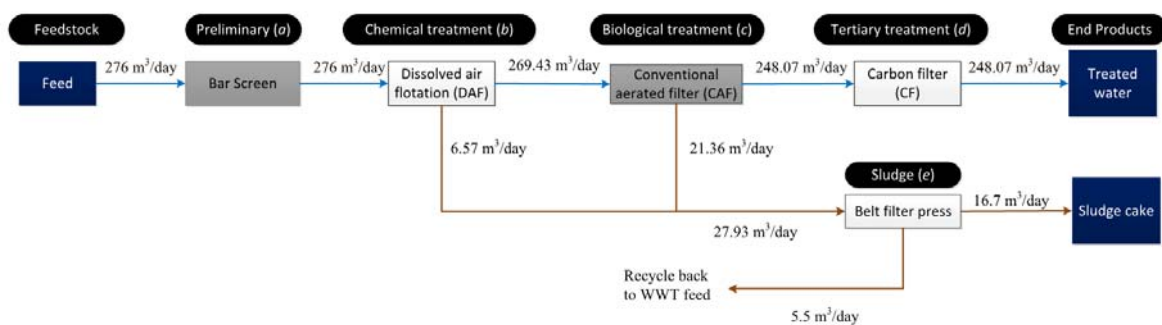 Feedstock
Preliminary (a)
Chemical treatment (b)
Biological treatment (c)
Tertiary treatment (d)
End Products
Feed
276 m³/day
Bar Screen
276 m³/day
Dissolved air
flotation (DAF)
269.43 m³/day
Conventional
aerated filter (CAF)
248.07 m³/day
Carbon filter
(CF)
248.07 m³/day
Treated
water
6.57 m³/day
21.36 m³/day
Sludge (e)
27.93 m³/day
Belt filter press
16.7 m³/day
Sludge cake
Recycle back
to WWT feed
5.5 m³/day